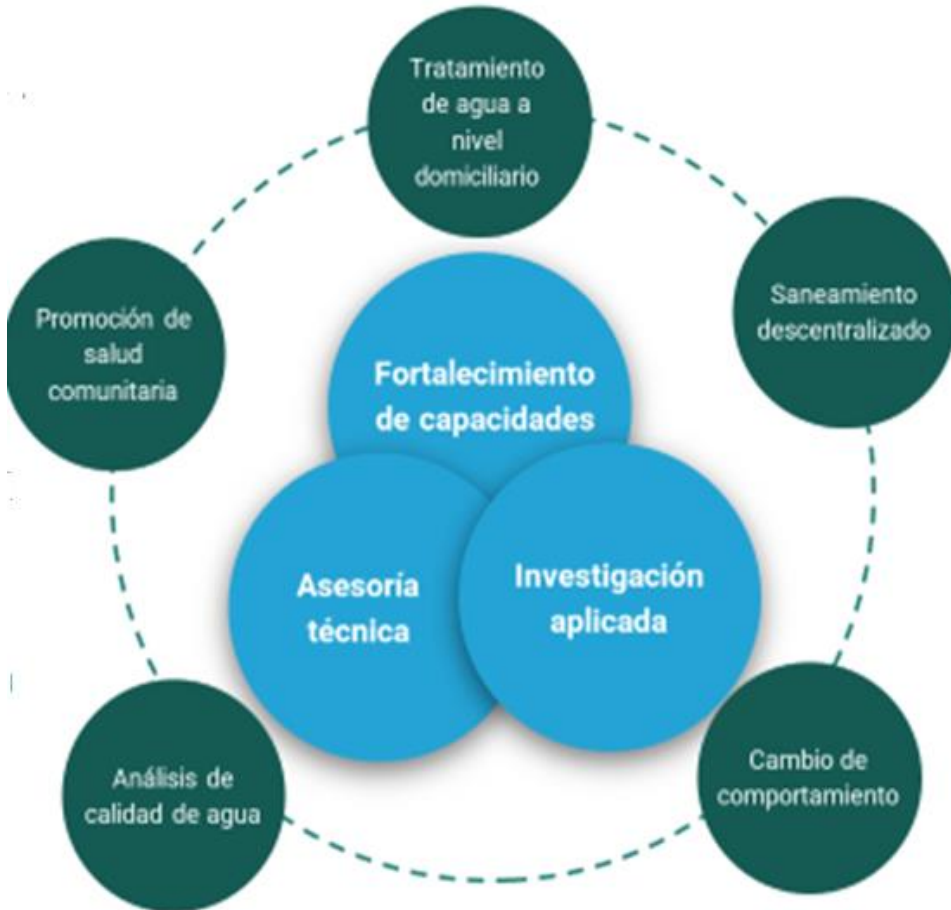 Tratamiento
de agua a
nivel
domiciliario
Saneamiento
descentralizado
Promoción de
salud
comunitaria
Fortalecimiento
de capacidades
Asesoría
técnica
Investigación
aplicada
Análisis de
calidad de agua
Cambio de
comportamiento